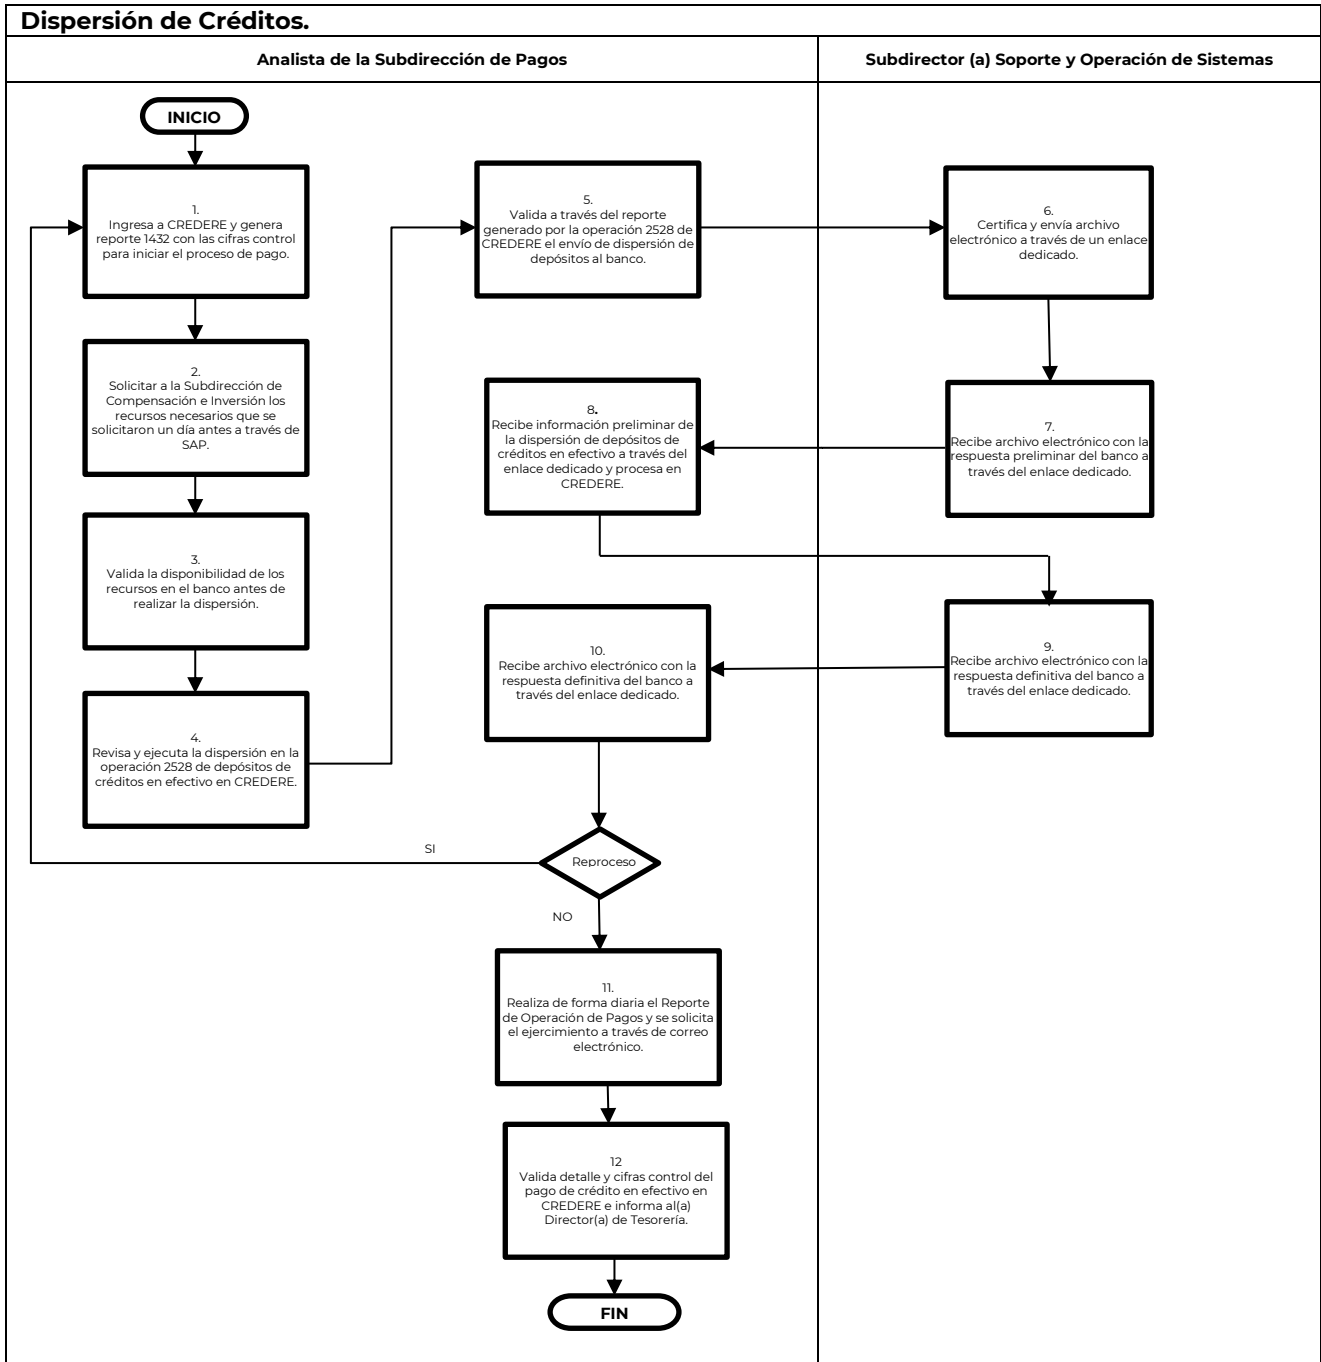 Dispersión de Créditos.
Analista de la Subdirección de Pagos
Subdirector (a) Soporte y Operación de Sistemas
INICIO
1.
Ingresa a CREDERE y genera
reporte 1432 con las cifras control
para iniciar el proceso de pago.
2.
Solicitar a la Subdirección de
Compensación e Inversión los
recursos necesarios que se
solicitaron un día antes a través de
SAP.
3.
Valida la disponibilidad de los
recursos en el banco antes de
realizar la dispersión.
4.
Revisa y ejecuta la dispersión en la
operación 2528 de depósitos de
créditos en efectivo en CREDERE.
5.
Valida a través del reporte
generado por la operación 2528 de
CREDERE el envío de dispersión de
depósitos al banco.
6.
Certifica y envía archivo
electrónico a través de un enlace
dedicado.
7.
Recibe archivo electrónico con la
respuesta preliminar del banco a
través del enlace dedicado.
8.
Recibe información preliminar de
la dispersión de depósitos de
créditos en efectivo a través del
enlace dedicado y procesa en
CREDERE.
9.
Recibe archivo electrónico con la
respuesta definitiva del banco a
través del enlace dedicado.
10.
Recibe archivo electrónico con la
respuesta definitiva del banco a
través del enlace dedicado.
Reproceso
SI
NO
11.
Realiza de forma diaria el Reporte
de Operación de Pagos y se solicita
el ejercimiento a través de correo
electrónico.
12
Valida detalle y cifras control del
pago de crédito en efectivo en
CREDERE e informa al(a)
Director(a) de Tesorería.
FIN